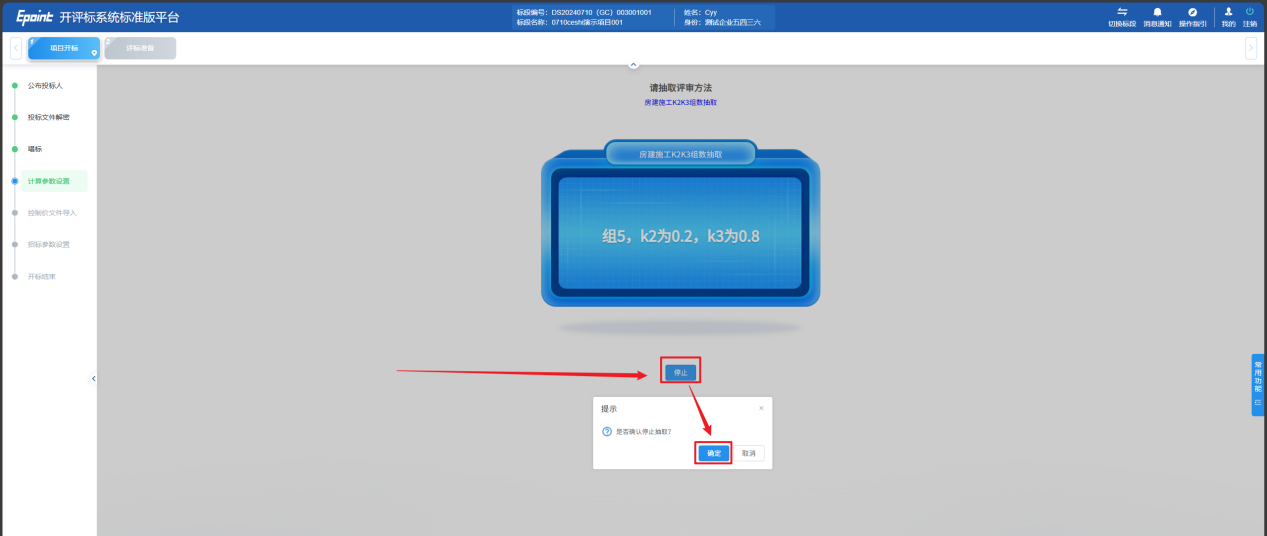 Epoint 开评标系统标准版平台
标段编号：DS20240710（GC）003001001
标段名称：0710ceshi演示项目001
姓名：Cyy
身份：测试企业五四三六
切换标段
消息通知
操作指引
我的
注销
1 项目开标
2 评标准备
公布投标人
投标文件解密
唱标
计算参数设置
控制价文件导入
招标参数设置
开标结束
请抽取评审方法
房建施工K2K3组数抽取
房建施工K2K3组数抽取
组5，k2为0.2，k3为0.8
停止
提示
是否确认停止抽取？
确定
取消
常用功能